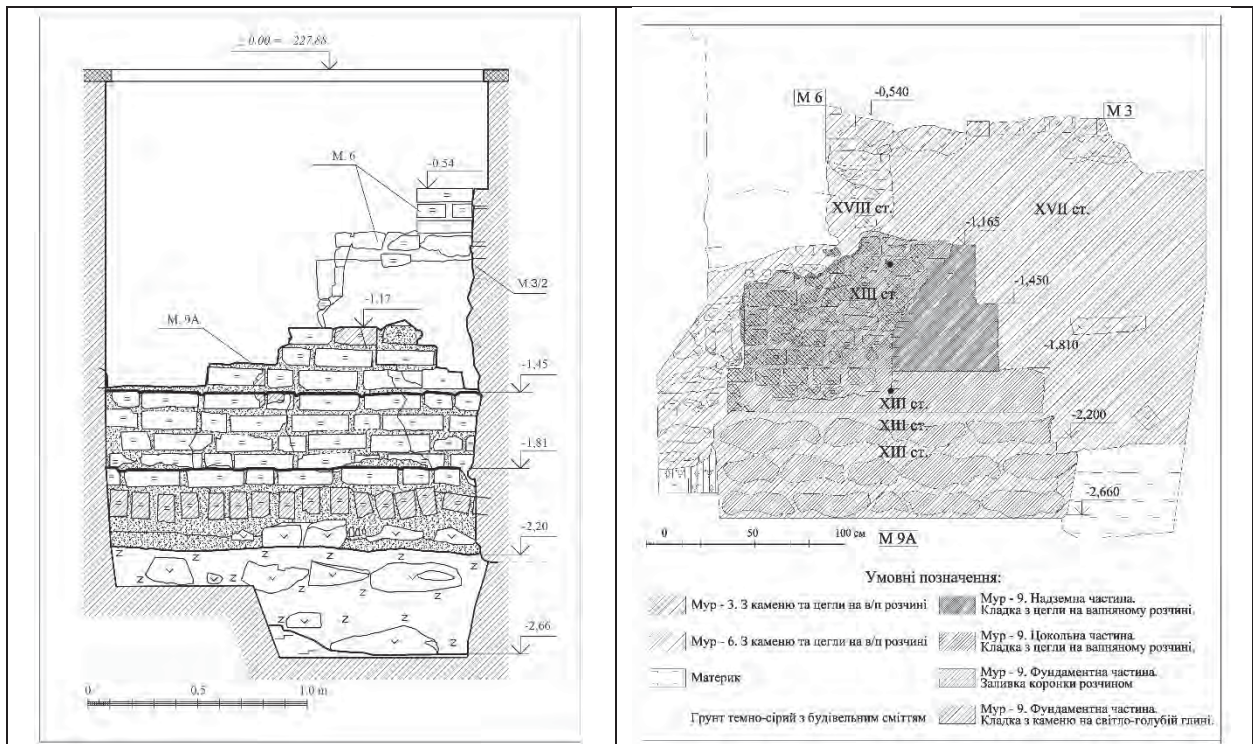 ± 0.00 = 227.88
М. 6
-0.54
М.3/2
-1,17
М. 9А
-1,45
-1,81
-2,20
-2,66
0 0.5 1.0 m
М 6
-0,540
М 3
XVIII ст.
XVII ст.
-1,165
-1,450
XIII ст.
-1,810
XIII ст.
XIII ст.
-2,200
XIII ст.
-2,660
0 50 100 см
М 9А
Умовні позначення:
Мур - 3. З каменю та цегли на в/п розчині
Мур - 6. З каменю та цегли на в/п розчині
Материк
Грунт темно-сірий з будівельним сміттям
Мур - 9. Надземна частина.
Кладка з цегли на вапняному розчині.
Мур - 9. Цокольна частина.
Кладка з цегли на вапняному розчині.
Мур - 9. Фундаментна частина.
Заливка коронки розчином
Мур - 9. Фундаментна частина.
Кладка з каменю на світло-голубій глині.